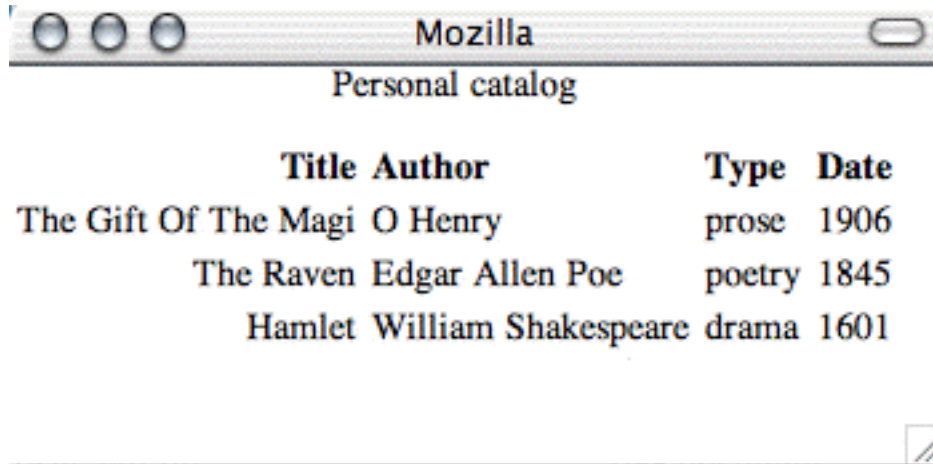 Mozilla
Personal catalog
Title Author Type Date
The Gift Of The Magi O Henry prose 1906
The Raven Edgar Allen Poe poetry 1845
Hamlet William Shakespeare drama 1601